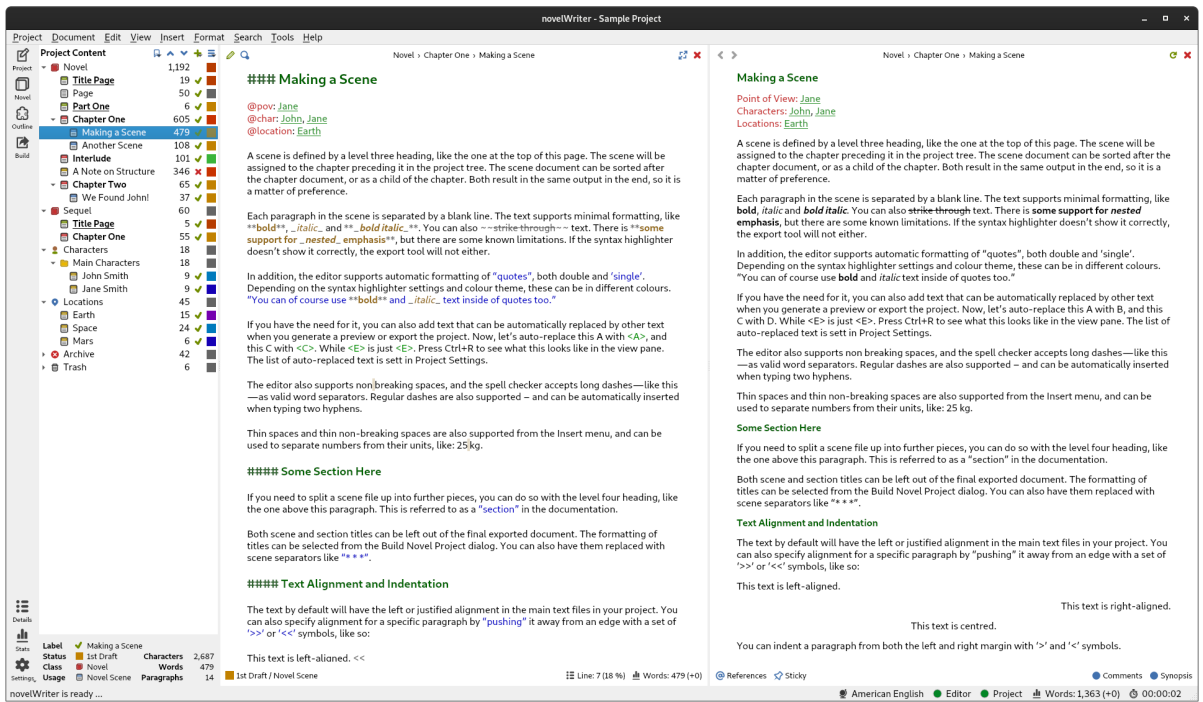 novelWriter - Sample Project
Project Document Edit View Insert Format Search Tools Help
Project
Novel
Outline
Build
Details
Stats
Settings
Project Content
Novel 1,192
Title Page 19
Page 50
Part One 6
Chapter One 605
Making a Scene 479
Another Scene 108
Interlude 101
A Note on Structure 346
Chapter Two 65
We Found John! 37
Sequel 60
Title Page 5
Chapter One 55
Characters 18
Main Characters 18
John Smith 9
Jane Smith 9
Locations 45
Earth 15
Space 24
Mars 6
Archive 42
Trash 6
Label Making a Scene
Status 1st Draft Characters 2,687
Class Novel Words 479
Usage Novel Scene Paragraphs 14
Novel › Chapter One › Making a Scene
### Making a Scene
@pov: Jane
@char: John, Jane
@location: Earth
A scene is defined by a level three heading, like the one at the top of this page. The scene will be
assigned to the chapter preceding it in the project tree. The scene document can be sorted after
the chapter document, or as a child of the chapter. Both result in the same output in the end, so it is
a matter of preference.
Each paragraph in the scene is separated by a blank line. The text supports minimal formatting, like
**bold**, _italic_ and **_bold italic_**. You can also ~~strike through~~ text. There is **some
support for _nested_ emphasis**, but there are some known limitations. If the syntax highlighter
doesn’t show it correctly, the export tool will not either.
In addition, the editor supports automatic formatting of “quotes”, both double and ‘single’.
Depending on the syntax highlighter settings and colour theme, these can be in different colours.
“You can of course use **bold** and _italic_ text inside of quotes too.”
If you have the need for it, you can also add text that can be automatically replaced by other text
when you generate a preview or export the project. Now, let’s auto-replace this A with <A>, and
this C with <C>. While <E> is just <E>. Press Ctrl+R to see what this looks like in the view pane.
The list of auto-replaced text is set in Project Settings.
The editor also supports non breaking spaces, and the spell checker accepts long dashes—like this
—as valid word separators. Regular dashes are also supported – and can be automatically inserted
when typing two hyphens.
Thin spaces and thin non-breaking spaces are also supported from the Insert menu, and can be
used to separate numbers from their units, like: 25 kg.
#### Some Section Here
If you need to split a scene file up into further pieces, you can do so with the level four heading, like
the one above this paragraph. This is referred to as a “section” in the documentation.
Both scene and section titles can be left out of the final exported document. The formatting of
titles can be selected from the Build Novel Project dialog. You can also have them replaced with
scene separators like “* * *”.
#### Text Alignment and Indentation
The text by default will have the left or justified alignment in the main text files in your project. You
can also specify alignment for a specific paragraph by “pushing” it away from an edge with a set of
‘>>’ or ‘<<’ symbols, like so:
This text is left-aligned. <<
1st Draft / Novel Scene
Line: 7 (18 %) Words: 479 (+0)
Novel › Chapter One › Making a Scene
Making a Scene
Point of View: Jane
Characters: John, Jane
Locations: Earth
A scene is defined by a level three heading, like the one at the top of this page. The scene will be
assigned to the chapter preceding it in the project tree. The scene document can be sorted after the
chapter document, or as a child of the chapter. Both result in the same output in the end, so it is a
matter of preference.
Each paragraph in the scene is separated by a blank line. The text supports minimal formatting, like
bold, italic and bold italic. You can also strike through text. There is some support for nested
emphasis, but there are some known limitations. If the syntax highlighter doesn’t show it correctly,
the export tool will not either.
In addition, the editor supports automatic formatting of “quotes”, both double and ‘single’.
Depending on the syntax highlighter settings and colour theme, these can be in different colours.
“You can of course use bold and italic text inside of quotes too.”
If you have the need for it, you can also add text that can be automatically replaced by other text
when you generate a preview or export the project. Now, let’s auto-replace this A with B, and this
C with D. While <E> is just <E>. Press Ctrl+R to see what this looks like in the view pane. The list of
auto-replaced text is sett in Project Settings.
The editor also supports non breaking spaces, and the spell checker accepts long dashes—like this
—as valid word separators. Regular dashes are also supported – and can be automatically inserted
when typing two hyphens.
Thin spaces and thin non-breaking spaces are also supported from the Insert menu, and can be
used to separate numbers from their units, like: 25 kg.
Some Section Here
If you need to split a scene file up into further pieces, you can do so with the level four heading, like
the one above this paragraph. This is referred to as a “section” in the documentation.
Both scene and section titles can be left out of the final exported document. The formatting of
titles can be selected from the Build Novel Project dialog. You can also have them replaced with
scene separators like “* * *”.
Text Alignment and Indentation
The text by default will have the left or justified alignment in the main text files in your project. You
can also specify alignment for a specific paragraph by “pushing” it away from an edge with a set of
‘>>’ or ‘<<’ symbols, like so:
This text is left-aligned.
This text is right-aligned.
This text is centred.
You can indent a paragraph from both the left and right margin with ‘>’ and ‘<’ symbols.
References Sticky
Comments Synopsis
novelWriter is ready ...
American English Editor Project Words: 1,363 (+0) 00:00:02